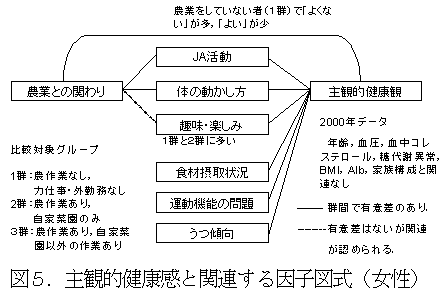 農業をしていない者(1群)で「よくな
い」が多,「よい」が少
JA活動
農業との関わり
体の動かし方
主観的健康観
趣味・楽しみ
1群と2群に多い
2000年データ
年齢,血圧,血中コレ
ステロール,糖代謝異常,
BMI,Alb,家族構成と関
連なし
比較対象グループ
1群:農作業なし,
力仕事・外勤務なし
2群:農作業あり,
自家菜園のみ
3群:農作業あり,自家菜
園以外の作業あり
食材摂取状況
運動機能の問題
うつ傾向
群間で有意差のあり.
有意差はないが関連
が認められる.
図5.主観的健康感と関連する因子図式(女性)